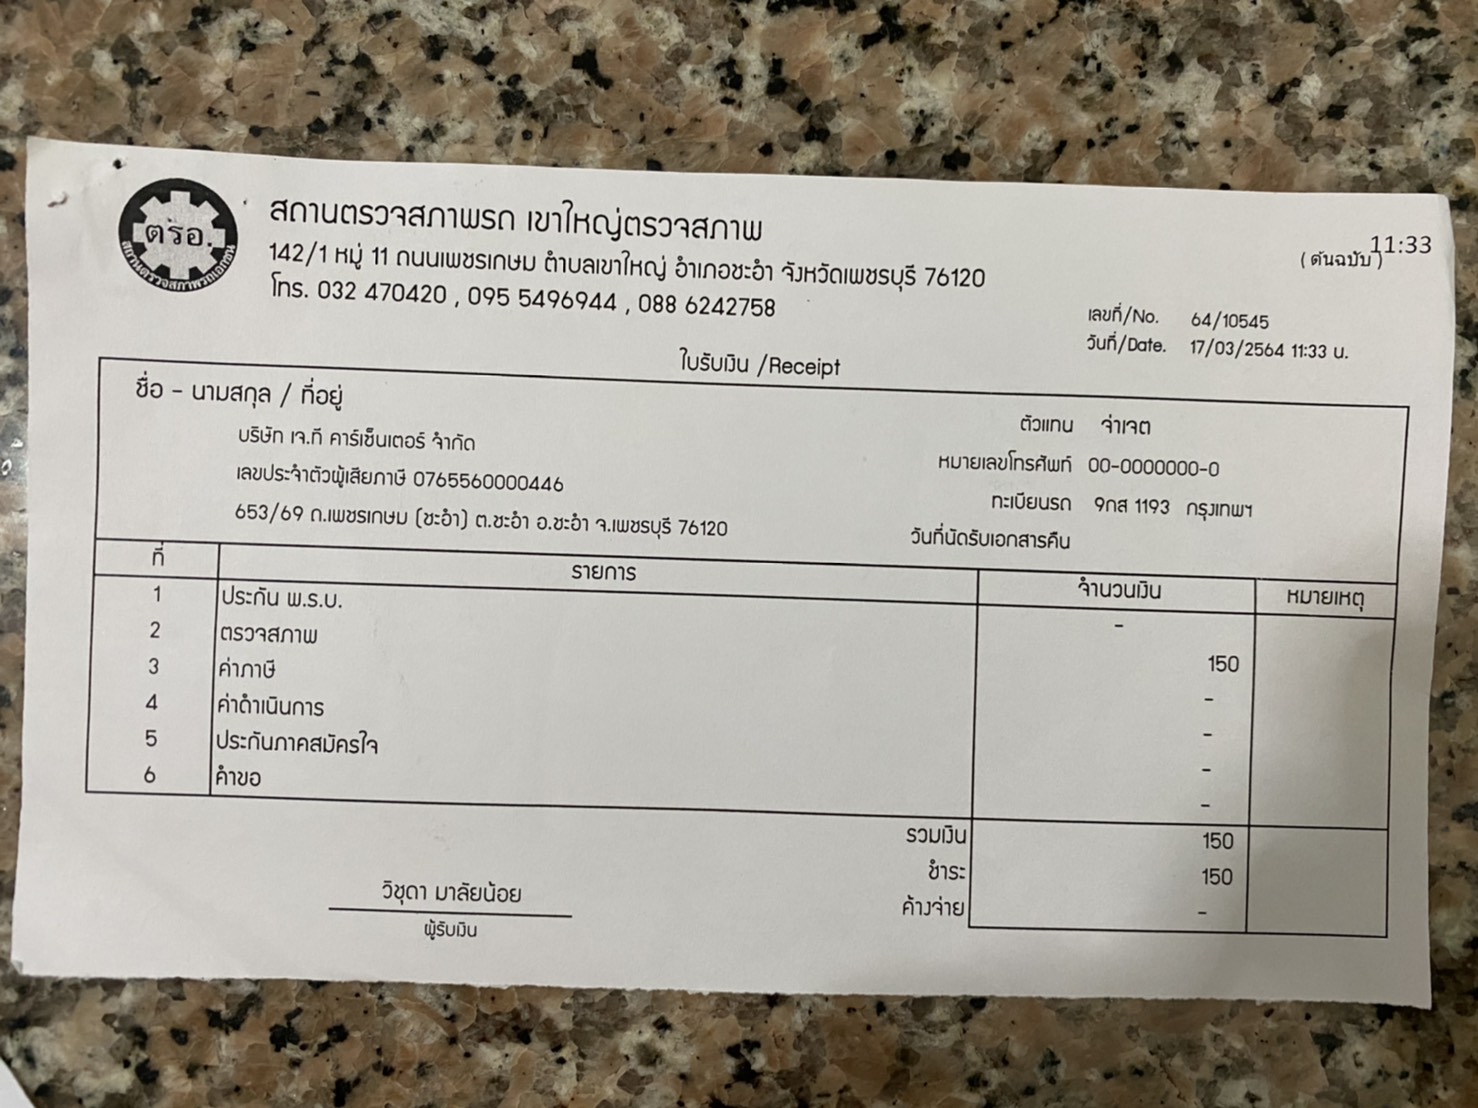 ตรอ.
สถานตรวจสภาพรถเอกชน
สถานตรวจสภาพรถ เขาใหญ่ตรวจสภาพ
142/1 หมู่ 11 ถนนเพชรเกษม ตำบลเขาใหญ่ อำเภอชะอำ จังหวัดเพชรบุรี 76120
โทร. 032 470420 , 095 5496944 , 088 6242758
11:33
( ต้นฉบับ )
เลขที่/No. 64/10545
วันที่/Date. 17/03/2564 11:33 น.
ใบรับเงิน /Receipt
ชื่อ - นามสกุล / ที่อยู่
บริษัท เจ.ที คาร์เซ็นเตอร์ จำกัด
เลขประจำตัวผู้เสียภาษี 0765560000446
653/69 ถ.เพชรเกษม (ชะอำ) ต.ชะอำ อ.ชะอำ จ.เพชรบุรี 76120
ตัวแทน จ่าเจต
หมายเลขโทรศัพท์ 00-0000000-0
ทะเบียนรถ 9กส 1193 กรุงเทพฯ
วันที่นัดรับเอกสารคืน
ที่ รายการ จำนวนเงิน หมายเหตุ
1 ประกัน พ.ร.บ. -
2 ตรวจสภาพ 150
3 ค่าภาษี -
4 ค่าดำเนินการ -
5 ประกันภาคสมัครใจ -
6 คำขอ -
รวมเงิน 150
ชำระ 150
ค้างจ่าย -
วิชุดา มาลัยน้อย
ผู้รับเงิน